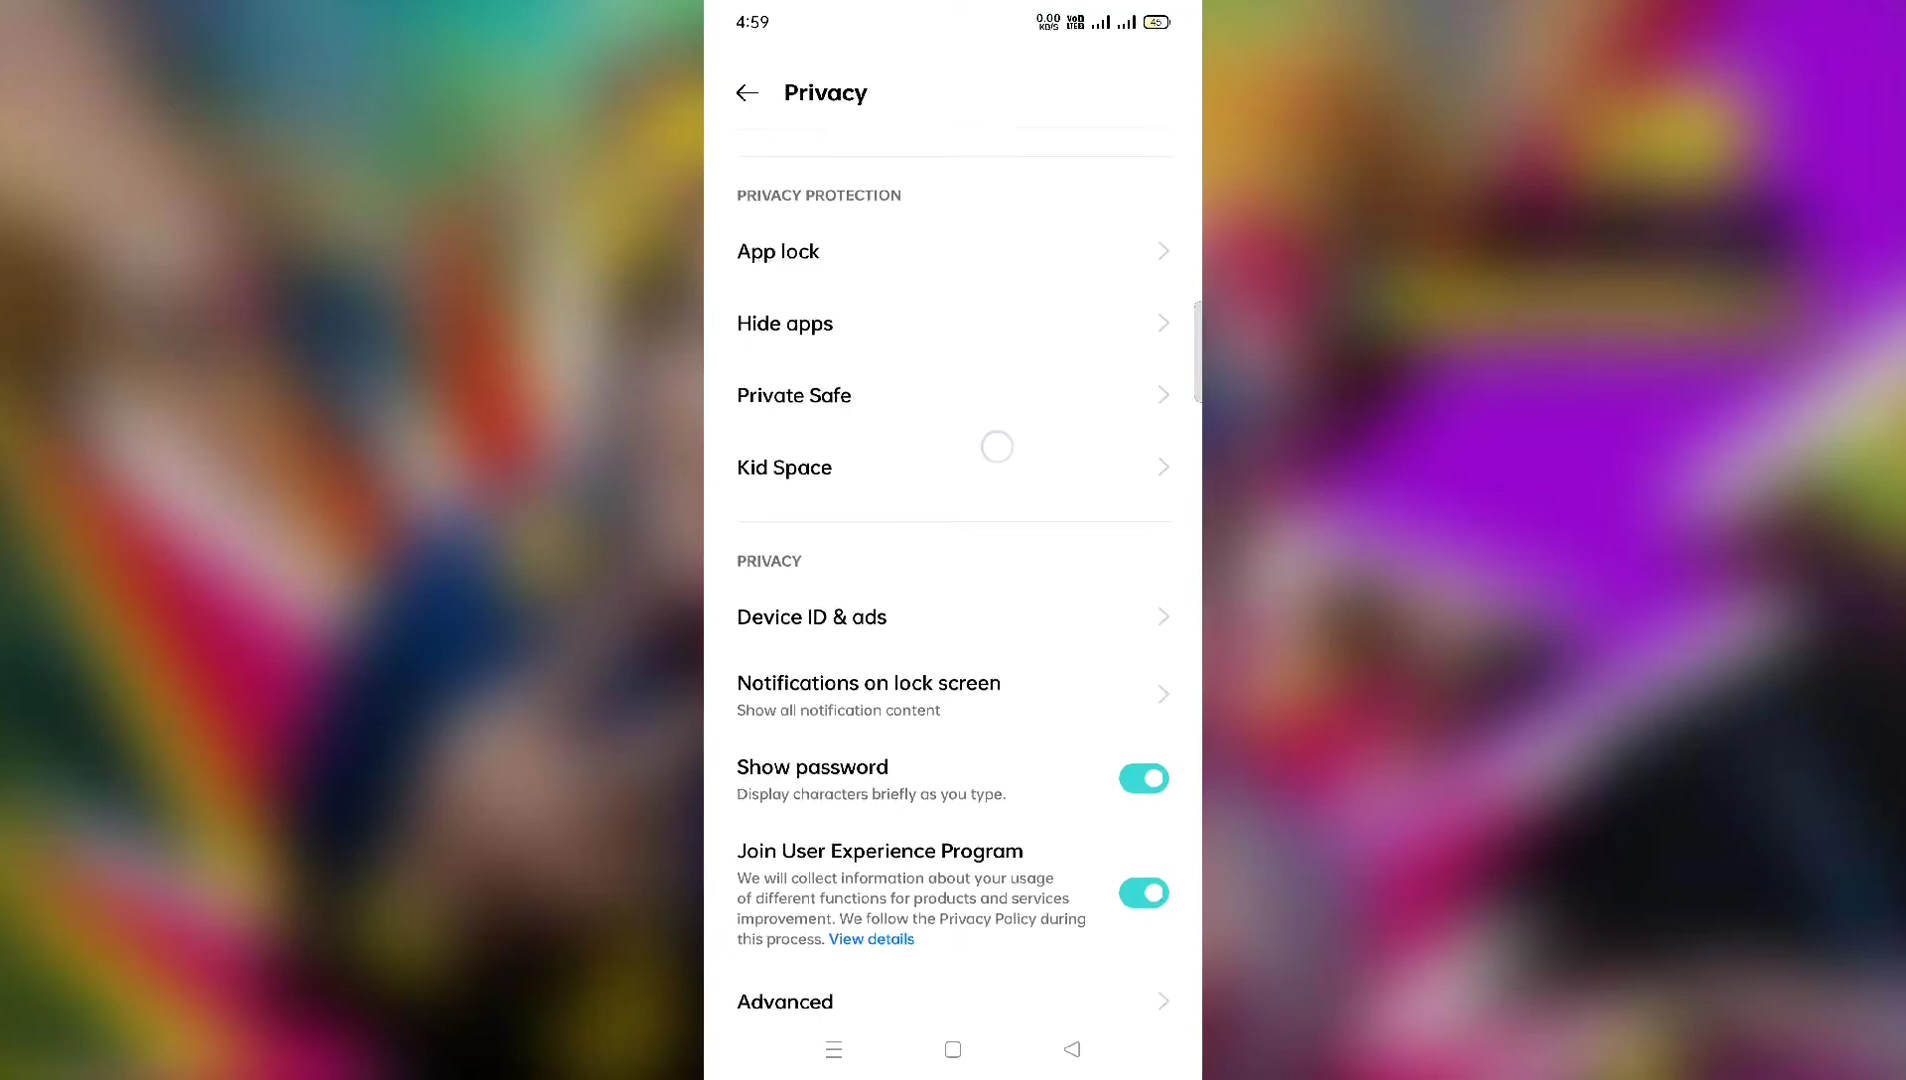 4:59
0.00
KB/S
VoD
LTE2
45
Privacy
PRIVACY PROTECTION
App lock
Hide apps
Private Safe
Kid Space
PRIVACY
Device ID & ads
Notifications on lock screen
Show all notification content
Show password
Display characters briefly as you type.
Join User Experience Program
We will collect information about your usage
of different functions for products and services
improvement. We follow the Privacy Policy during
this process. View details
Advanced